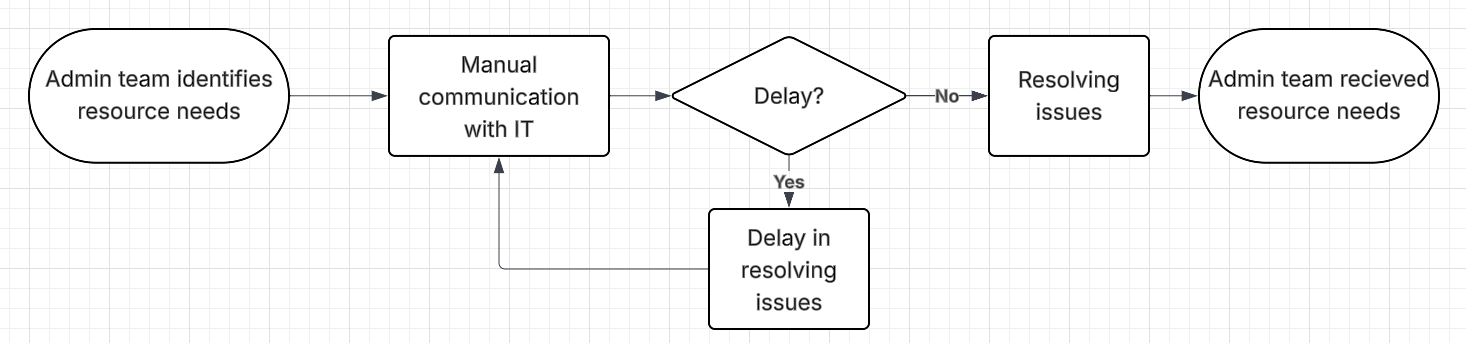 Admin team identifies
resource needs
Manual
communication
with IT
Delay?
No
Resolving
issues
Admin team recieved
resource needs
Yes
Delay in
resolving
issues